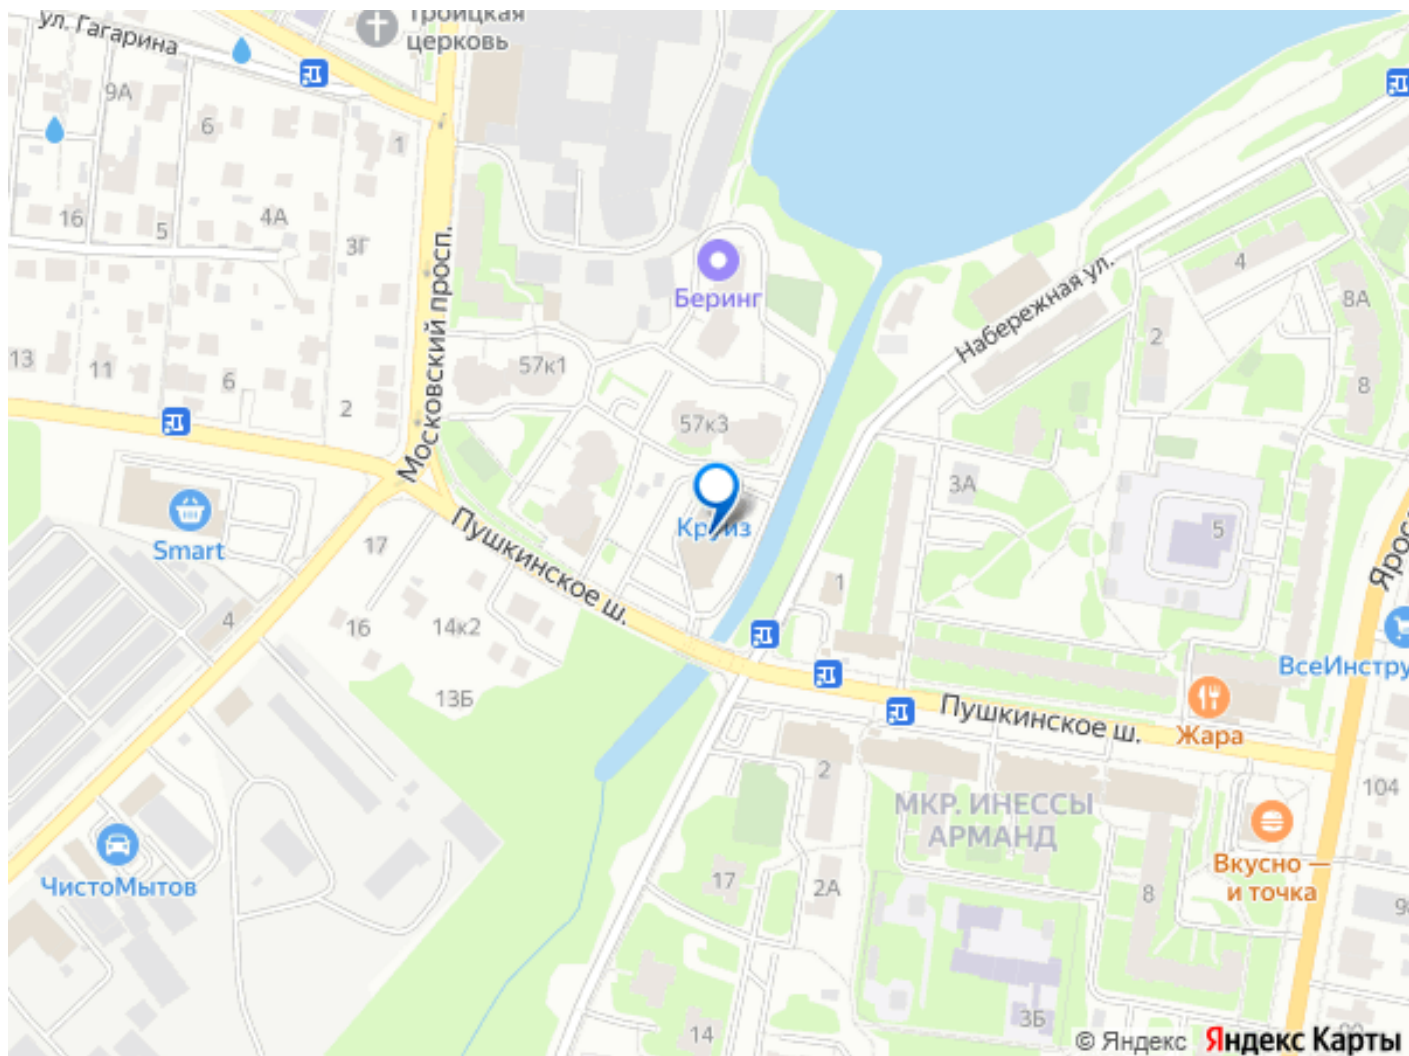 Троицкая
церковь
ул. Гагарина
9А
6
1
16
5
4А
3Г
Московский просп.
Беринг
Набережная ул.
4
2
8А
8
13
11
6
2
57к1
57к3
Smart
Круиз
3А
5
17
16
14к2
13Б
4
Пушкинское ш.
1
ВсеИнстру
Пушкинское ш.
Жара
104
2
МКР. ИНЕССЫ
АРМАНД
Вкусно —
и точка
ЧистоМытов
17
2А
8
14
3Б
© Яндекс Яндекс Карты